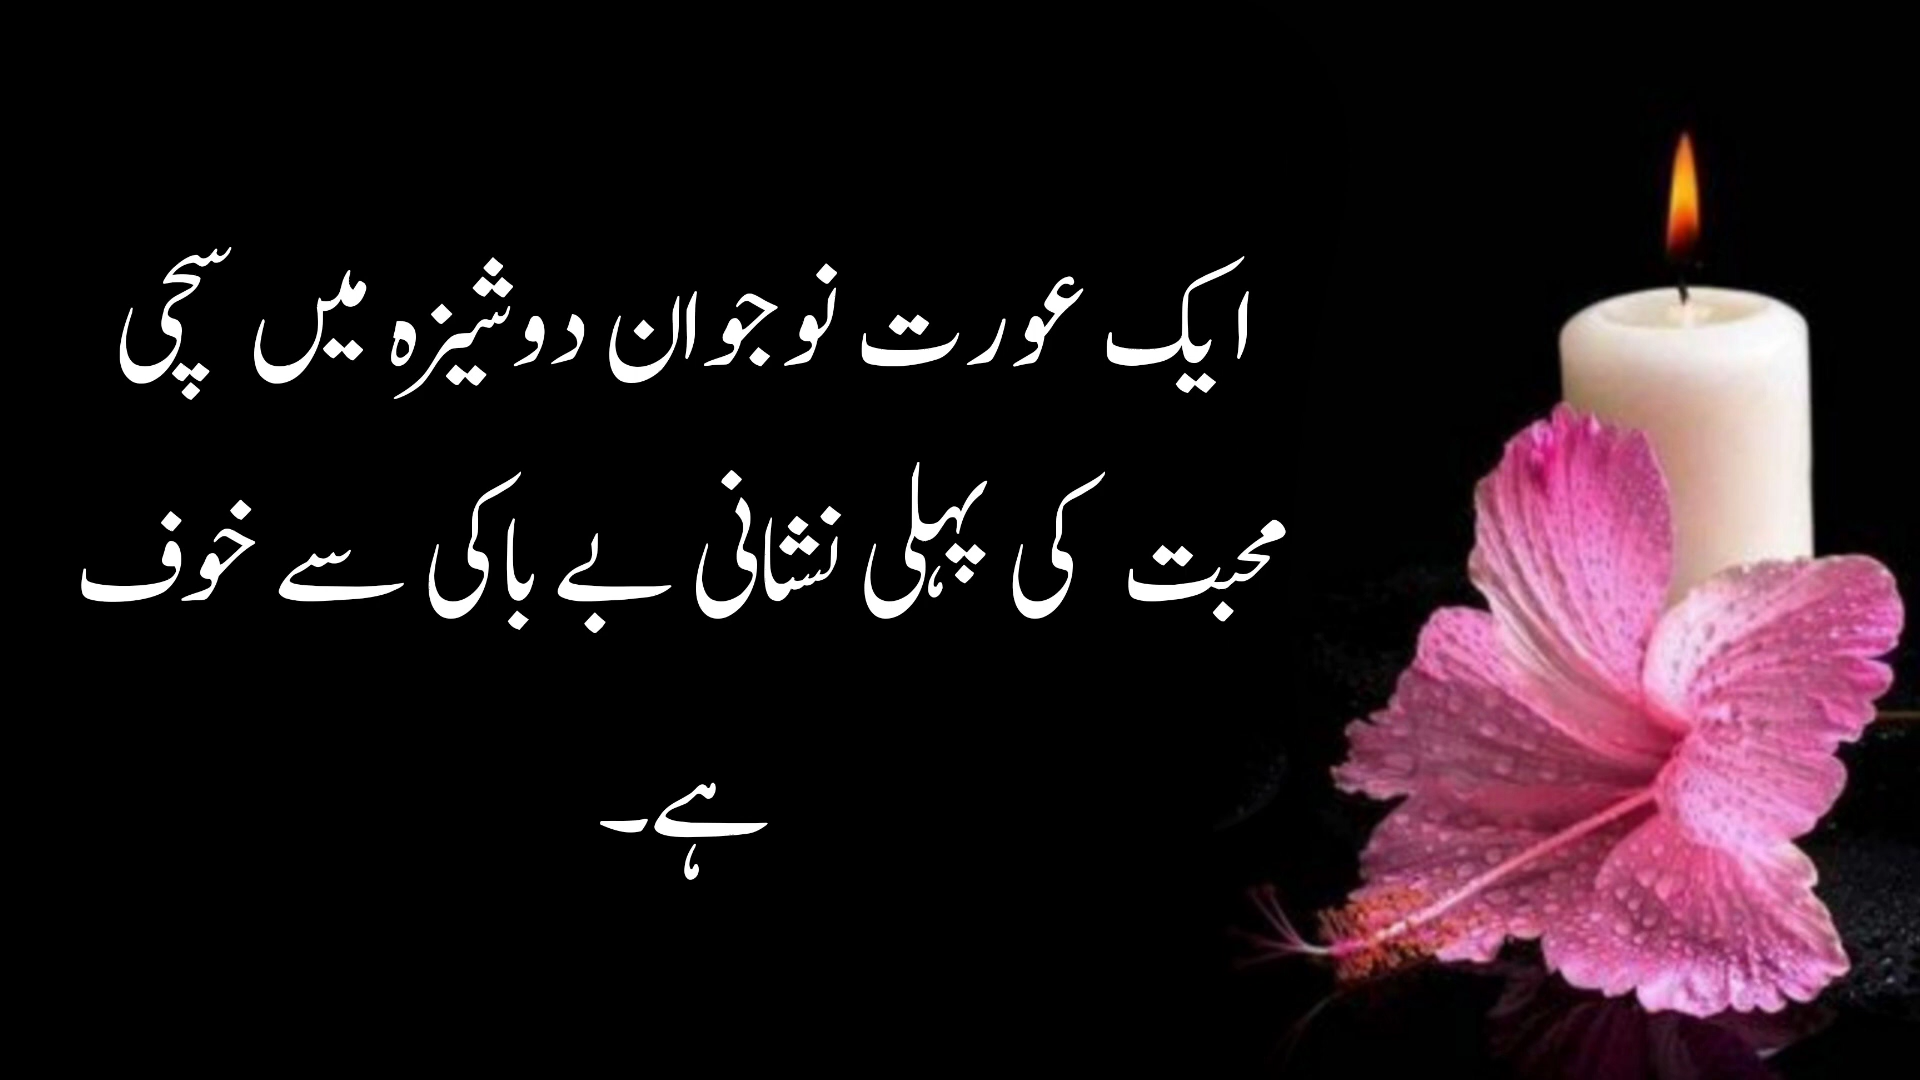 ایک عورت نوجوان دوشیزہ میں سچی
محبت کی پہلی نشانی بے باکی سے خوف
ہے۔